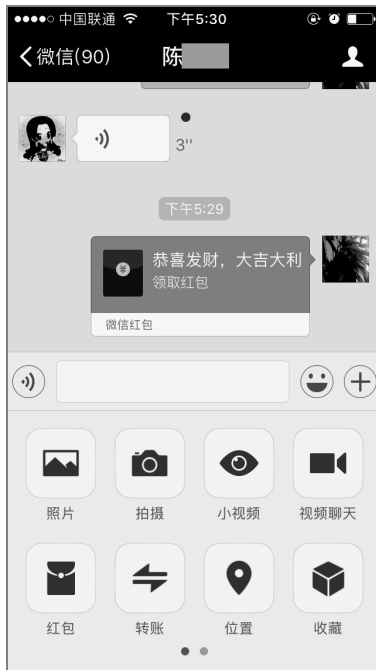 中国联通 下午5:30
微信(90) 陈
3''
下午5:29
恭喜发财，大吉大利
领取红包
微信红包
照片 拍摄 小视频 视频聊天
红包 转账 位置 收藏